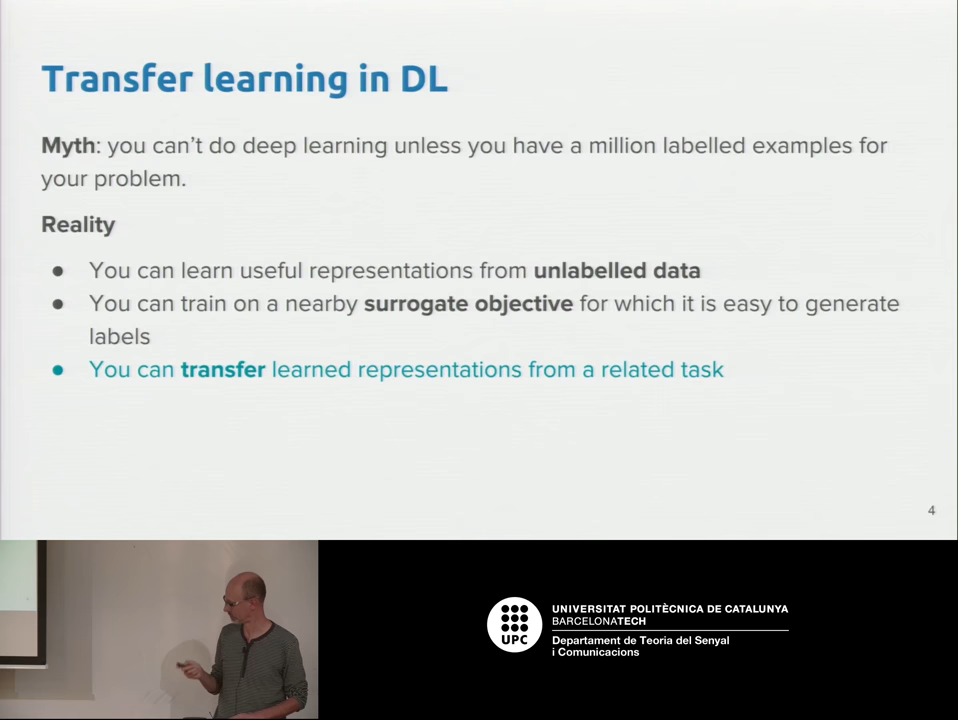 Transfer learning in DL
Myth: you can't do deep learning unless you have a million labelled examples for
your problem.
Reality
● You can learn useful representations from unlabelled data
● You can train on a nearby surrogate objective for which it is easy to generate
labels
● You can transfer learned representations from a related task
4
UPC
UNIVERSITAT POLITÈCNICA DE CATALUNYA
BARCELONATECH
Departament de Teoria del Senyal
i Comunicacions